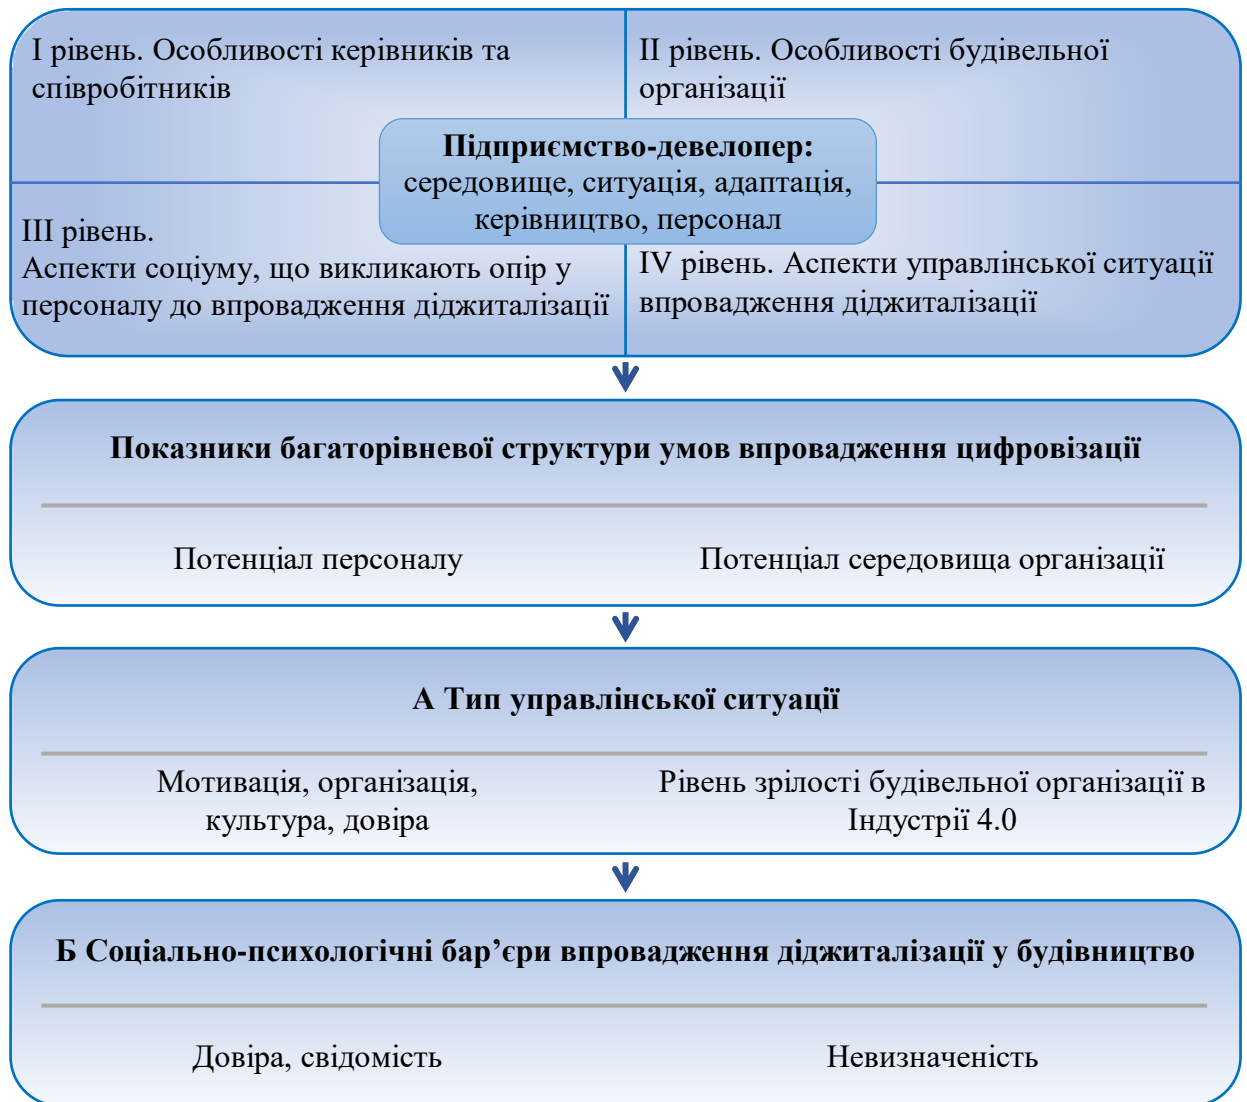 І рівень. Особливості керівників та
співробітників
ІІ рівень. Особливості будівельної
організації
Підприємство-девелопер:
середовище, ситуація, адаптація,
керівництво, персонал
ІІІ рівень.
Аспекти соціуму, що викликають опір у
персоналу до впровадження діджиталізації
IV рівень. Аспекти управлінської ситуації
впровадження діджиталізації
Показники багаторівневої структури умов впровадження цифровізації
Потенціал персоналу
Потенціал середовища організації
А Тип управлінської ситуації
Мотивація, організація,
культура, довіра
Рівень зрілості будівельної організації в
Індустрії 4.0
Б Соціально-психологічні бар’єри впровадження діджиталізації у будівництво
Довіра, свідомість
Невизначеність